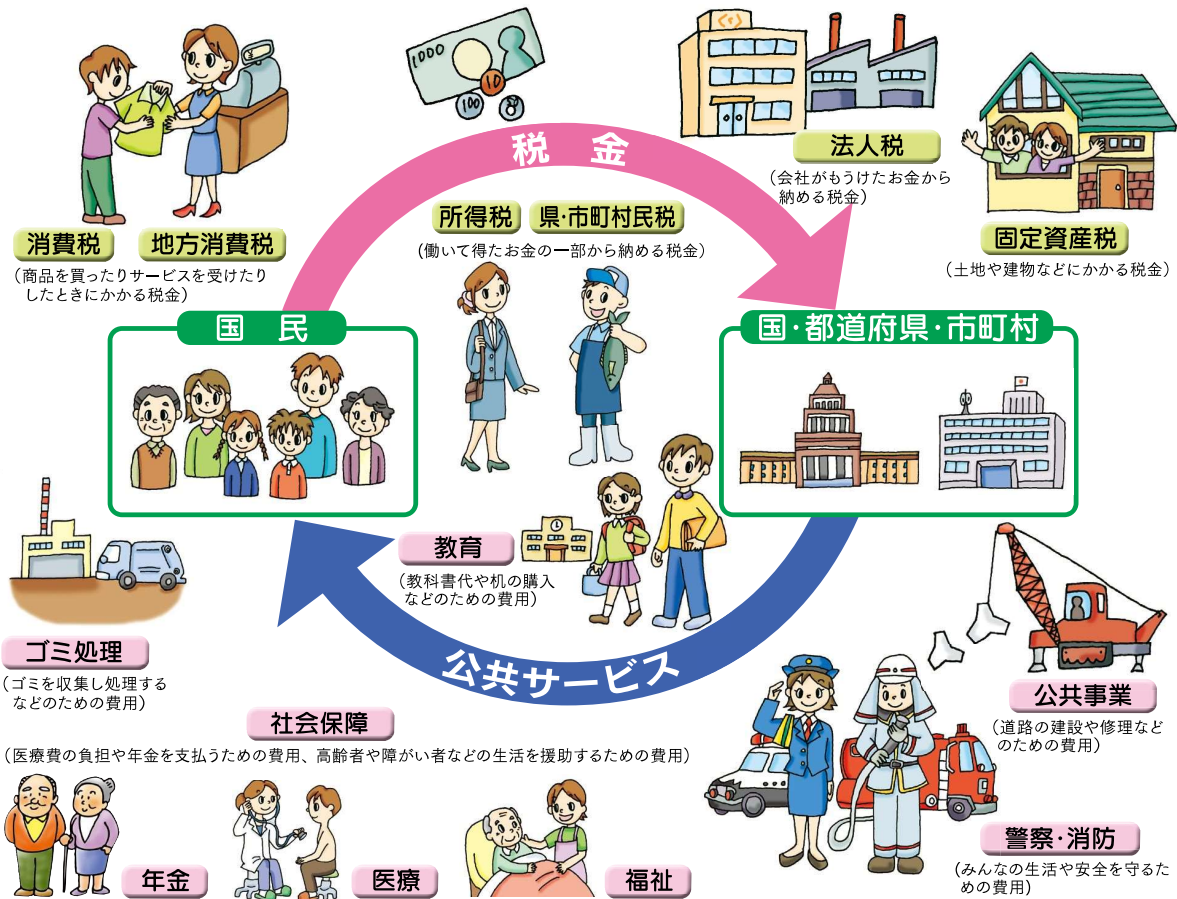 1000
10
100
税 金
法人税
(会社がもうけたお金から
納める税金)
所得税
県・市町村民税
(働いて得たお金の一部から納める税金)
消費税
地方消費税
(商品を買ったりサービスを受けたり
したときにかかる税金)
固定資産税
(土地や建物などにかかる税金)
国 民
国・都道府県・市町村
教育
(教科書代や机の購入
などのための費用)
公共サービス
ゴミ処理
(ゴミを収集し処理する
などのための費用)
公共事業
(道路の建設や修理など
のための費用)
社会保障
(医療費の負担や年金を支払うための費用、高齢者や障がい者などの生活を援助するための費用)
年金
医療
福祉
警察・消防
(みんなの生活や安全を守るた
めの費用)